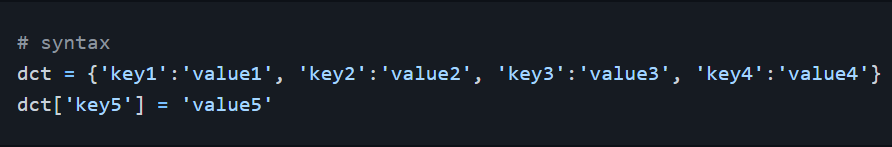 # syntax
dct = {'key1':'value1', 'key2':'value2', 'key3':'value3', 'key4':'value4'}
dct['key5'] = 'value5'